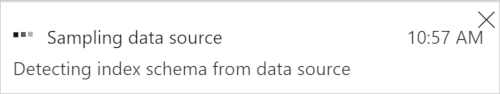 Sampling data source 10:57 AM
Detecting index schema from data source